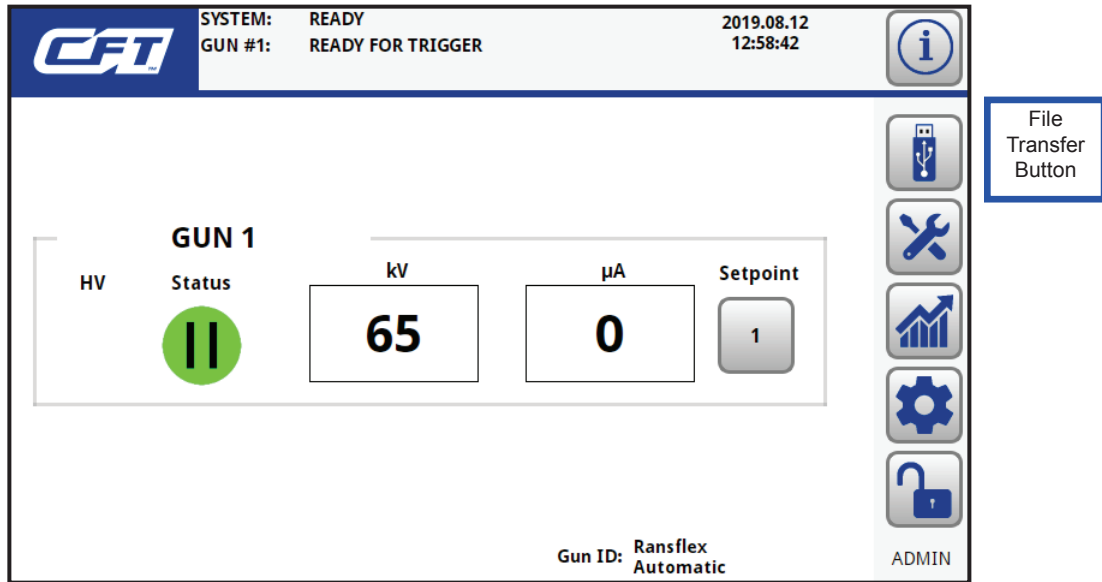 CFT
SYSTEM: READY
GUN #1: READY FOR TRIGGER
2019.08.12
12:58:42
i
File
Transfer
Button
GUN 1
HV
Status
kV
µA
Setpoint
65
0
1
Gun ID: Ransflex
Automatic
ADMIN